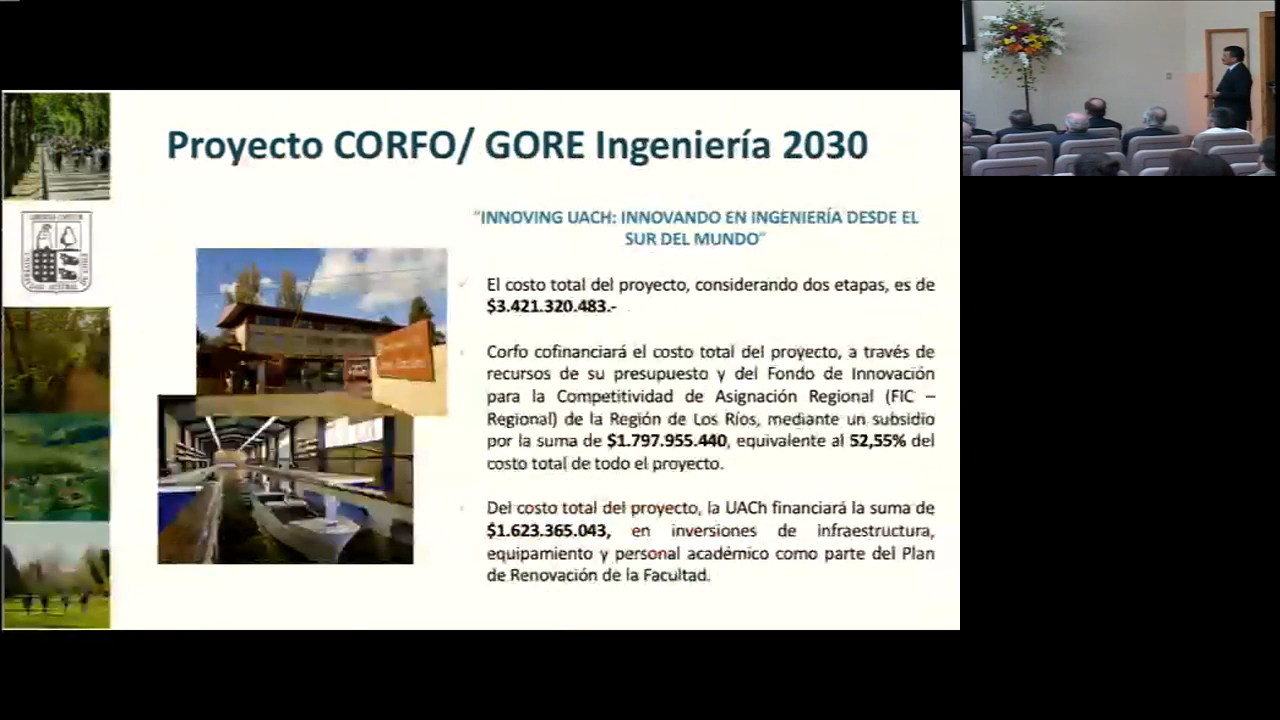 Proyecto CORFO/ GORE Ingeniería 2030
"INNOVING UACH: INNOVANDO EN INGENIERÍA DESDE EL
SUR DEL MUNDO"
El costo total del proyecto, considerando dos etapas, es de
$3.421.320.483.-
Corfo cofinanciará el costo total del proyecto, a través de
recursos de su presupuesto y del Fondo de Innovación
para la Competitividad de Asignación Regional (FIC –
Regional) de la Región de Los Ríos, mediante un subsidio
por la suma de $1.797.955.440, equivalente al 52,55% del
costo total de todo el proyecto.
Del costo total del proyecto, la UACh financiará la suma de
$1.623.365.043, en inversiones de infraestructura,
equipamiento y personal académico como parte del Plan
de Renovación de la Facultad.